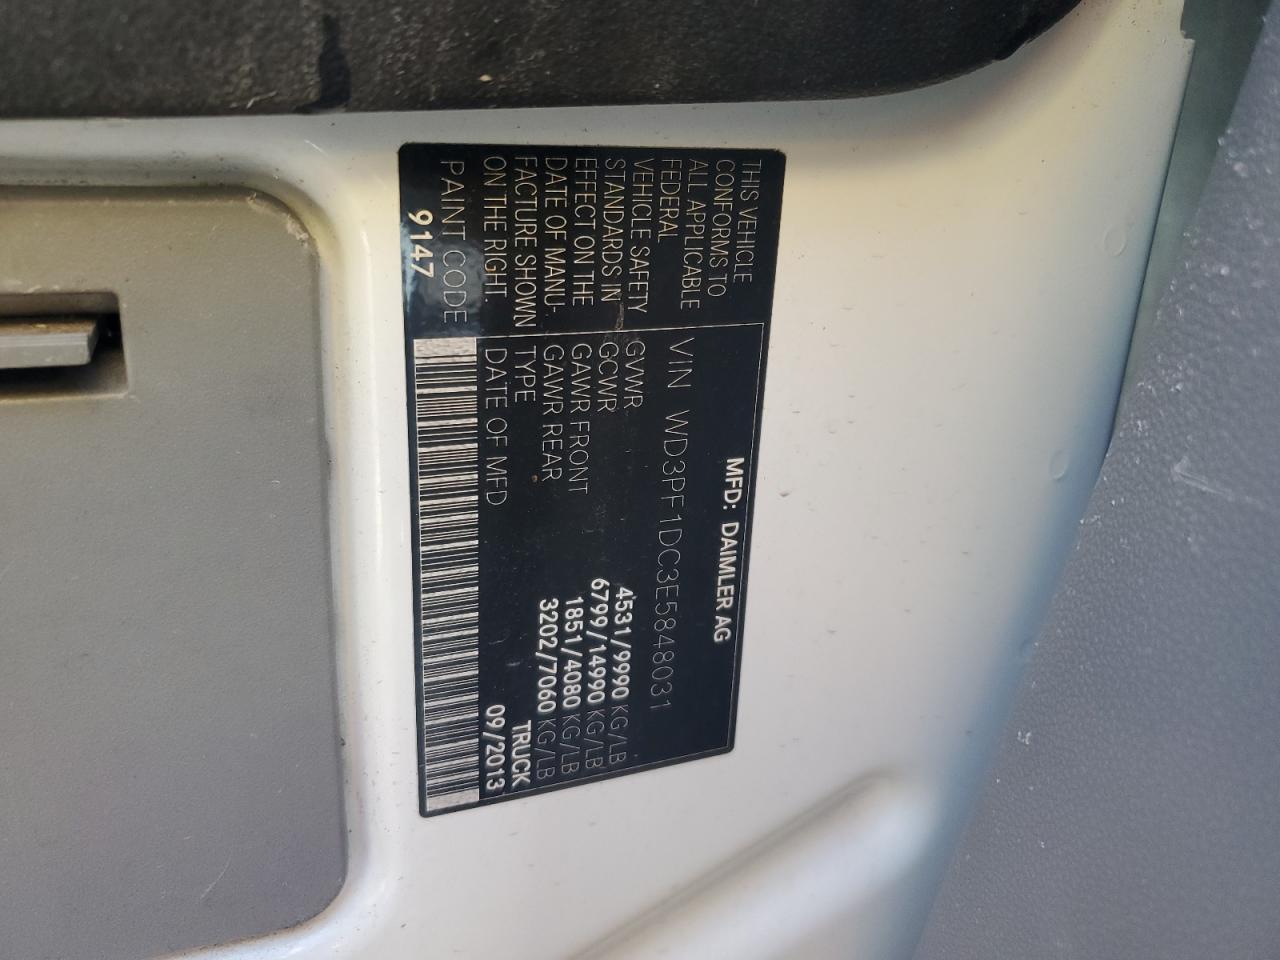 MFD: DAIMLER AG
THIS VEHICLE
CONFORMS TO
ALL APPLICABLE
FEDERAL
VEHICLE SAFETY
STANDARDS IN
EFFECT ON THE
DATE OF MANU-
FACTURE SHOWN
ON THE RIGHT.
PAINT CODE
9147
VIN WD3PF1DC3E5848031
GVWR 4531/9990 KG/LB
GCWR 6799/14990 KG/LB
GAWR FRONT 1851/4080 KG/LB
GAWR REAR 3202/7060 KG/LB
TYPE TRUCK
DATE OF MFD 09/2013